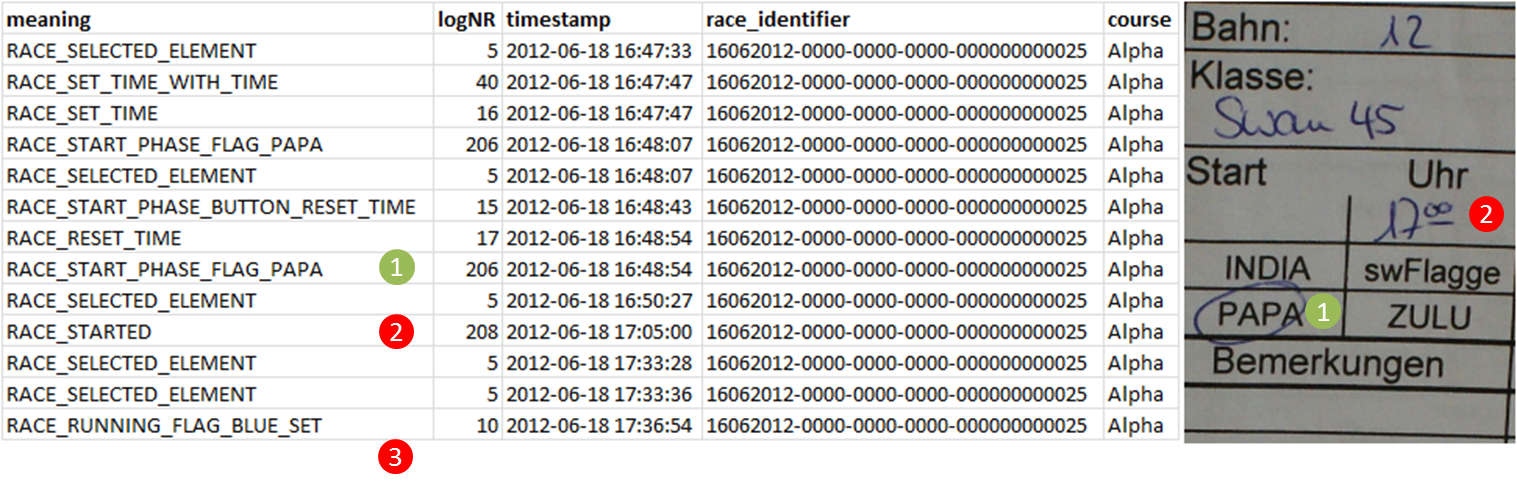 meaning logNR timestamp race_identifier course
RACE_SELECTED_ELEMENT 5 2012-06-18 16:47:33 16062012-0000-0000-0000-000000000025 Alpha
RACE_SET_TIME_WITH_TIME 40 2012-06-18 16:47:47 16062012-0000-0000-0000-000000000025 Alpha
RACE_SET_TIME 16 2012-06-18 16:47:47 16062012-0000-0000-0000-000000000025 Alpha
RACE_START_PHASE_FLAG_PAPA 206 2012-06-18 16:48:07 16062012-0000-0000-0000-000000000025 Alpha
RACE_SELECTED_ELEMENT 5 2012-06-18 16:48:07 16062012-0000-0000-0000-000000000025 Alpha
RACE_START_PHASE_BUTTON_RESET_TIME 15 2012-06-18 16:48:43 16062012-0000-0000-0000-000000000025 Alpha
RACE_RESET_TIME 17 2012-06-18 16:48:54 16062012-0000-0000-0000-000000000025 Alpha
RACE_START_PHASE_FLAG_PAPA 1 206 2012-06-18 16:48:54 16062012-0000-0000-0000-000000000025 Alpha
RACE_SELECTED_ELEMENT 5 2012-06-18 16:50:27 16062012-0000-0000-0000-000000000025 Alpha
RACE_STARTED 2 208 2012-06-18 17:05:00 16062012-0000-0000-0000-000000000025 Alpha
RACE_SELECTED_ELEMENT 5 2012-06-18 17:33:28 16062012-0000-0000-0000-000000000025 Alpha
RACE_SELECTED_ELEMENT 5 2012-06-18 17:33:36 16062012-0000-0000-0000-000000000025 Alpha
RACE_RUNNING_FLAG_BLUE_SET 10 2012-06-18 17:36:54 16062012-0000-0000-0000-000000000025 Alpha
3
Bahn: 12
Klasse:
Swan 45
Start Uhr
17 00 2
INDIA swFlagge
PAPA 1 ZULU
Bemerkungen